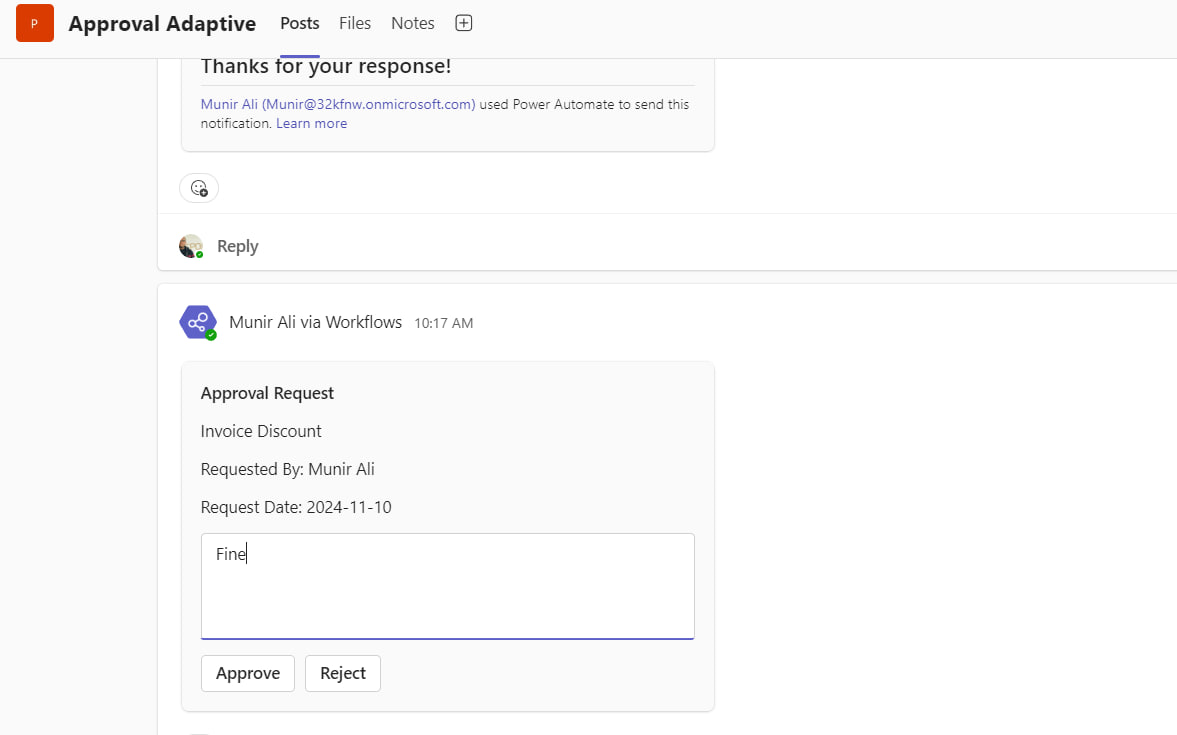 P
Approval Adaptive
Posts
Files
Notes
Thanks for your response!
Munir Ali (Munir@32kfnw.onmicrosoft.com) used Power Automate to send this
notification. Learn more
Reply
Munir Ali via Workflows 10:17 AM
Approval Request
Invoice Discount
Requested By: Munir Ali
Request Date: 2024-11-10
Fine
Approve
Reject